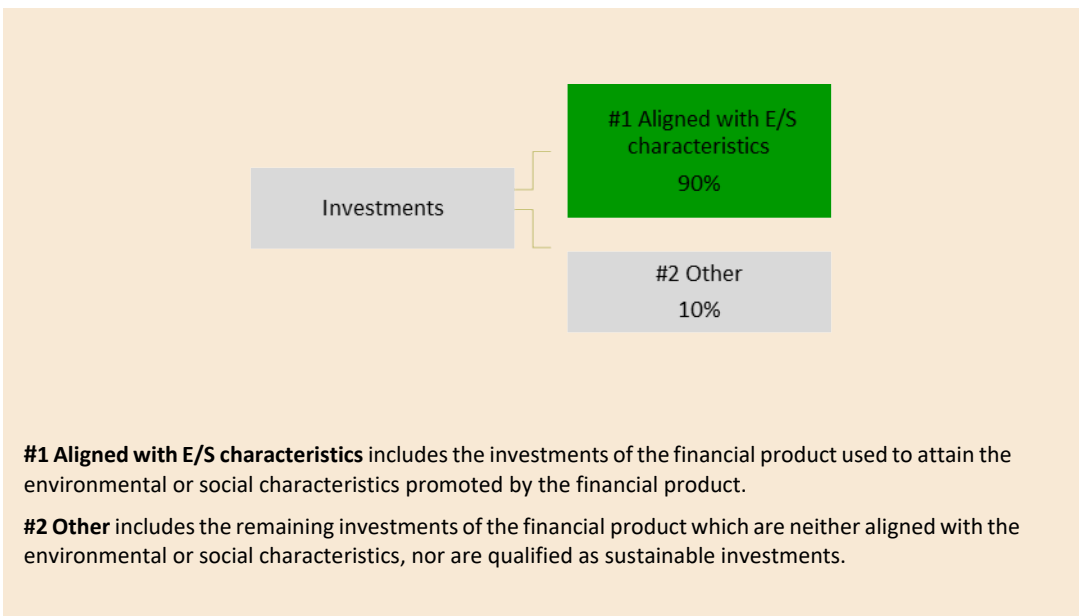 #1 Aligned with E/S
characteristics
90%
Investments
#2 Other
10%
#1 Aligned with E/S characteristics includes the investments of the financial product used to attain the
environmental or social characteristics promoted by the financial product.
#2 Other includes the remaining investments of the financial product which are neither aligned with the
environmental or social characteristics, nor are qualified as sustainable investments.